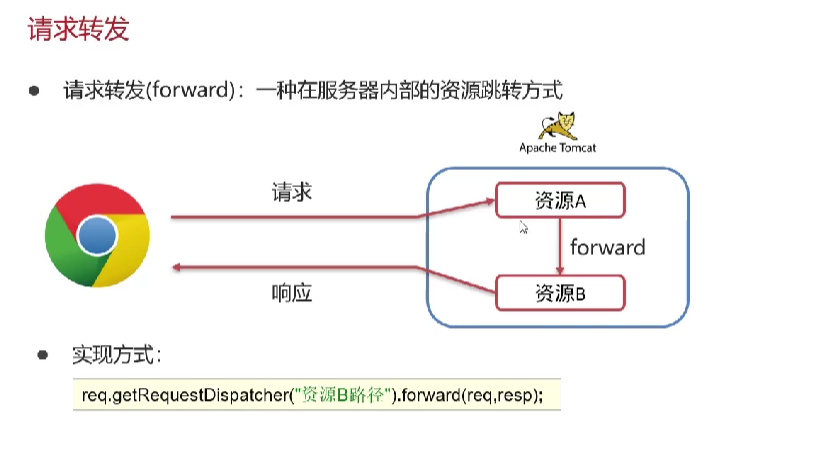 请求转发
● 请求转发(forward)：一种在服务器内部的资源跳转方式
Apache Tomcat
请求
资源A
forward
响应
资源B
● 实现方式：
req.getRequestDispatcher("资源B路径").forward(req,resp);